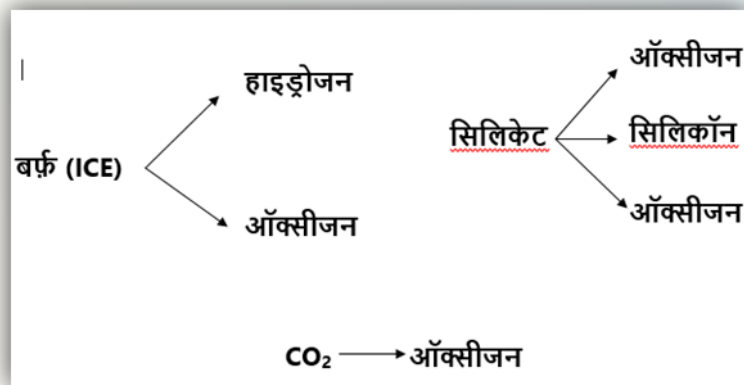 हाइड्रोजन
बर्फ़ (ICE)
ऑक्सीजन
ऑक्सीजन
सिलिकेट
सिलिकॉन
ऑक्सीजन
CO₂ ऑक्सीजन